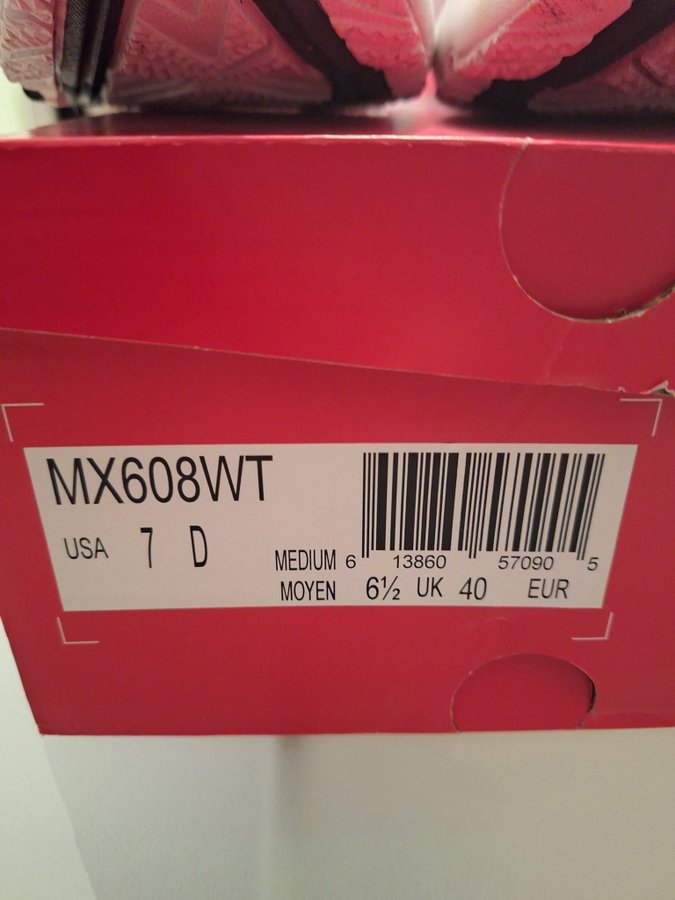 MX608WT
USA 7 D
MEDIUM 6 13860 57090 5
MOYEN 6½ UK 40 EUR